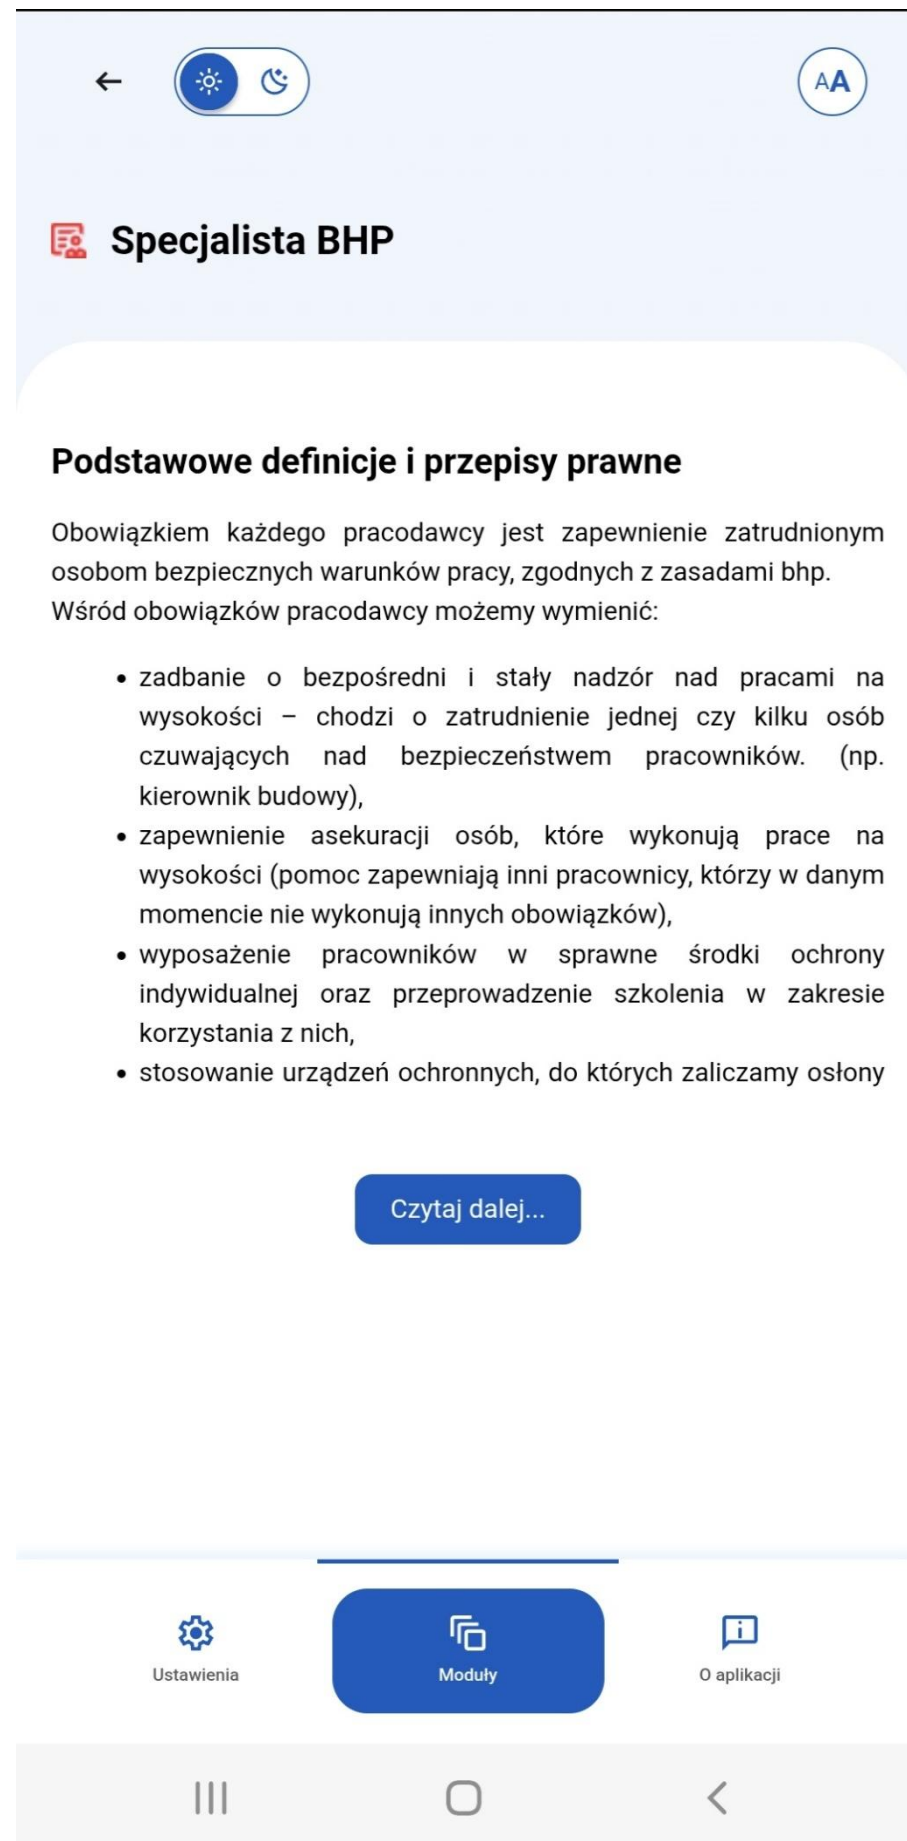 AA
Specjalista BHP
Podstawowe definicje i przepisy prawne
Obowiązkiem każdego pracodawcy jest zapewnienie zatrudnionym
osobom bezpiecznych warunków pracy, zgodnych z zasadami bhp.
Wśród obowiązków pracodawcy możemy wymienić:
• zadbanie o bezpośredni i stały nadzór nad pracami na
wysokości – chodzi o zatrudnienie jednej czy kilku osób
czuwających nad bezpieczeństwem pracowników. (np.
kierownik budowy),
• zapewnienie asekuracji osób, które wykonują prace na
wysokości (pomoc zapewniają inni pracownicy, którzy w danym
momencie nie wykonują innych obowiązków),
• wyposażenie pracowników w sprawne środki ochrony
indywidualnej oraz przeprowadzenie szkolenia w zakresie
korzystania z nich,
• stosowanie urządzeń ochronnych, do których zaliczamy osłony
Czytaj dalej...
Ustawienia
Moduły
O aplikacji